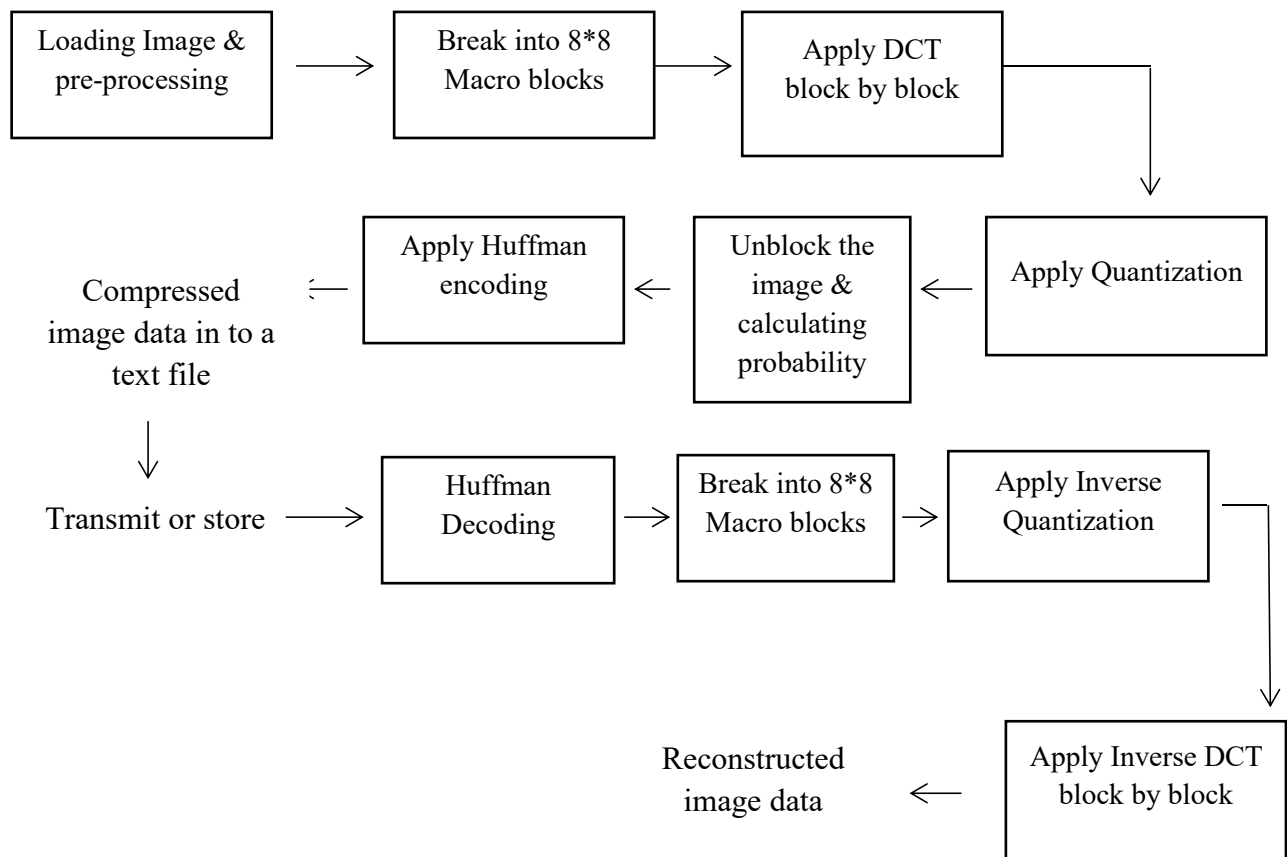 Loading Image &
pre-processing
Break into 8*8
Macro blocks
Apply DCT
block by block
Apply Quantization
Unblock the
image &
calculating
probability
Apply Huffman
encoding
Compressed
image data in to a
text file
Transmit or store
Huffman
Decoding
Break into 8*8
Macro blocks
Apply Inverse
Quantization
Apply Inverse DCT
block by block
Reconstructed
image data